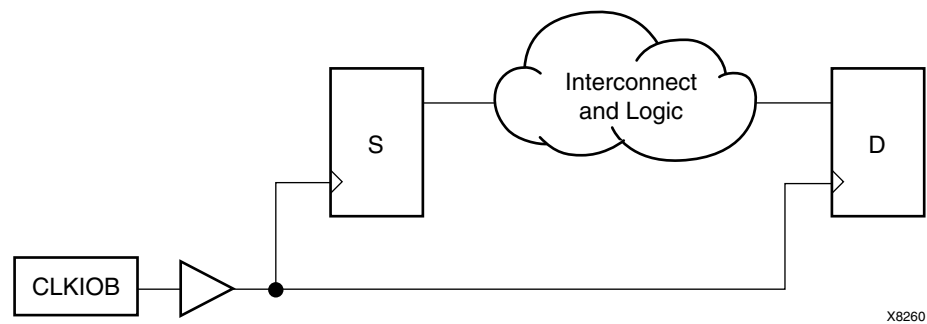 Interconnect
and Logic
S
D
CLKIOB
X8260